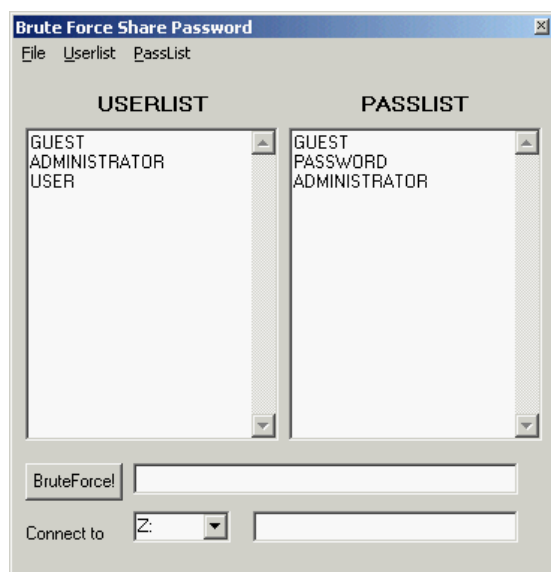 Brute Force Share Password
File Userlist PassList
USERLIST
PASSLIST
GUEST
ADMINISTRATOR
USER
GUEST
PASSWORD
ADMINISTRATOR
BruteForce!
Connect to Z: